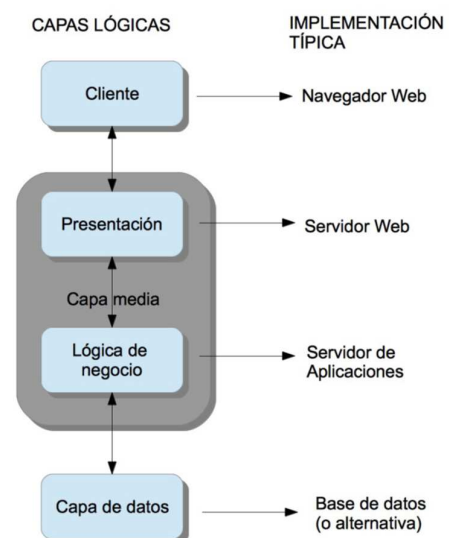 CAPAS LÓGICAS
IMPLEMENTACIÓN
TÍPICA
Cliente
Navegador Web
Presentación
Servidor Web
Capa media
Lógica de
negocio
Servidor de
Aplicaciones
Capa de datos
Base de datos
(o alternativa)